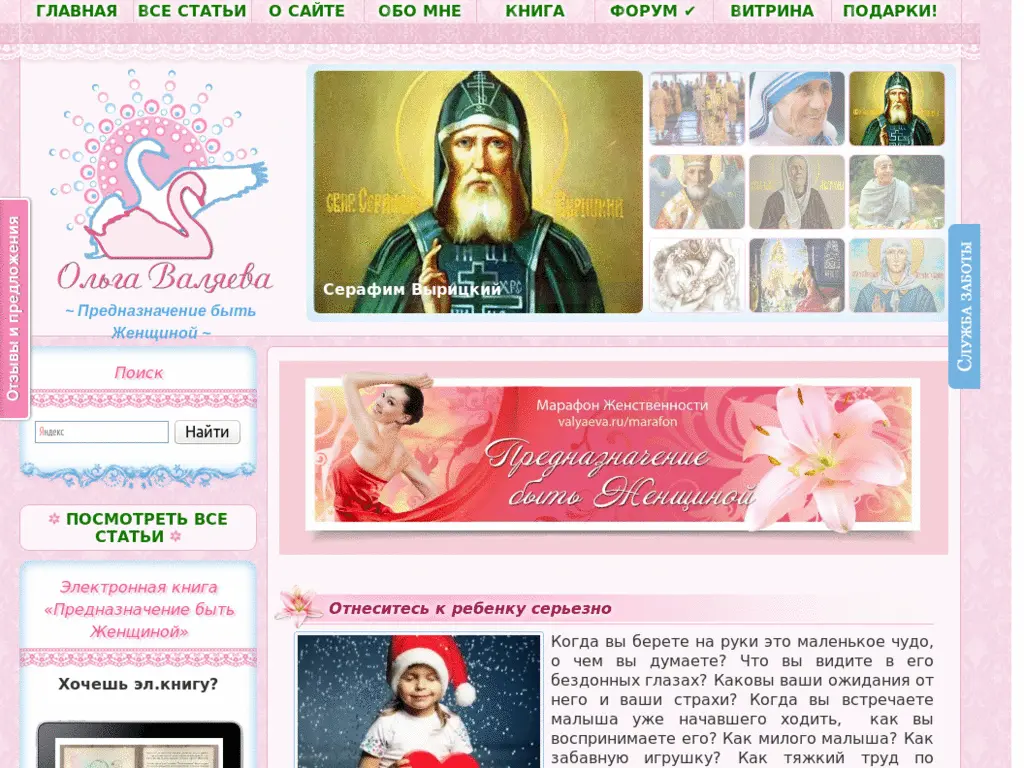 ГЛАВНАЯ ВСЕ СТАТЬИ О САЙТЕ ОБО МНЕ КНИГА ФОРУМ ✔ ВИТРИНА ПОДАРКИ!
Ольга Валяева
~ Предназначение быть
Женщиной ~
Серафим Вырицкий
Отзывы и предложения
Служба заботы
Поиск
Яндекс
Найти
✲ ПОСМОТРЕТЬ ВСЕ
СТАТЬИ ✲
Электронная книга
«Предназначение быть
Женщиной»
Хочешь эл.книгу?
Марафон Женственности
valyaeva.ru/marafon
Предназначение
быть Женщиной
Отнеситесь к ребенку серьезно
Когда вы берете на руки это маленькое чудо,
о чем вы думаете? Что вы видите в его
бездонных глазах? Каковы ваши ожидания от
него и ваши страхи? Когда вы встречаете
малыша уже начавшего ходить, как вы
воспринимаете его? Как милого малыша? Как
забавную игрушку? Как тяжкий труд по